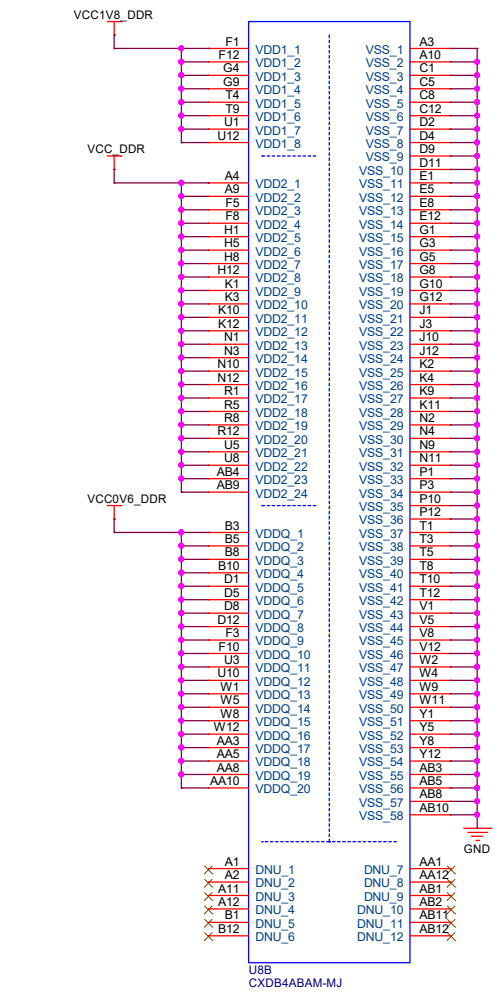 VCC1V8_DDR
F1 VDD1_1 VSS_1 A3
F12 VDD1_2 VSS_2 A10
G4 VDD1_3 VSS_3 C1
G9 VDD1_4 VSS_4 C5
T4 VDD1_5 VSS_5 C8
T9 VDD1_6 VSS_6 C12
U1 VDD1_7 VSS_7 D2
U12 VDD1_8 VSS_8 D4
VCC_DDR
VSS_9 D9
VSS_10 D11
A4 VDD2_1 VSS_11 E1
A9 VDD2_2 VSS_12 E5
F5 VDD2_3 VSS_13 E8
F8 VDD2_4 VSS_14 E12
H1 VDD2_5 VSS_15 G1
H5 VDD2_6 VSS_16 G3
H8 VDD2_7 VSS_17 G5
H12 VDD2_8 VSS_18 G8
K1 VDD2_9 VSS_19 G10
K3 VDD2_10 VSS_20 G12
K10 VDD2_11 VSS_21 J1
K12 VDD2_12 VSS_22 J3
N1 VDD2_13 VSS_23 J10
N3 VDD2_14 VSS_24 J12
N10 VDD2_15 VSS_25 K2
N12 VDD2_16 VSS_26 K4
R1 VDD2_17 VSS_27 K9
R5 VDD2_18 VSS_28 K11
R8 VDD2_19 VSS_29 N2
R12 VDD2_20 VSS_30 N4
U5 VDD2_21 VSS_31 N9
U8 VDD2_22 VSS_32 N11
AB4 VDD2_23 VSS_33 P1
AB9 VDD2_24 VSS_34 P3
VCC0V6_DDR
VSS_35 P10
VSS_36 P12
B3 VDDQ_1 VSS_37 T1
B5 VDDQ_2 VSS_38 T3
B8 VDDQ_3 VSS_39 T5
B10 VDDQ_4 VSS_40 T8
D1 VDDQ_5 VSS_41 T10
D5 VDDQ_6 VSS_42 T12
D8 VDDQ_7 VSS_43 V1
D12 VDDQ_8 VSS_44 V5
F3 VDDQ_9 VSS_45 V8
F10 VDDQ_10 VSS_46 V12
U3 VDDQ_11 VSS_47 W2
U10 VDDQ_12 VSS_48 W4
W1 VDDQ_13 VSS_49 W9
W5 VDDQ_14 VSS_50 W11
W8 VDDQ_15 VSS_51 Y1
W12 VDDQ_16 VSS_52 Y5
AA3 VDDQ_17 VSS_53 Y8
AA5 VDDQ_18 VSS_54 Y12
AA8 VDDQ_19 VSS_55 AB3
AA10 VDDQ_20 VSS_56 AB5
VSS_57 AB8
VSS_58 AB10
GND
A1 DNU_1 DNU_7 AA1
A2 DNU_2 DNU_8 AA12
A11 DNU_3 DNU_9 AB1
A12 DNU_4 DNU_10 AB2
B1 DNU_5 DNU_11 AB11
B12 DNU_6 DNU_12 AB12
U8B
CXDB4ABAM-MJ